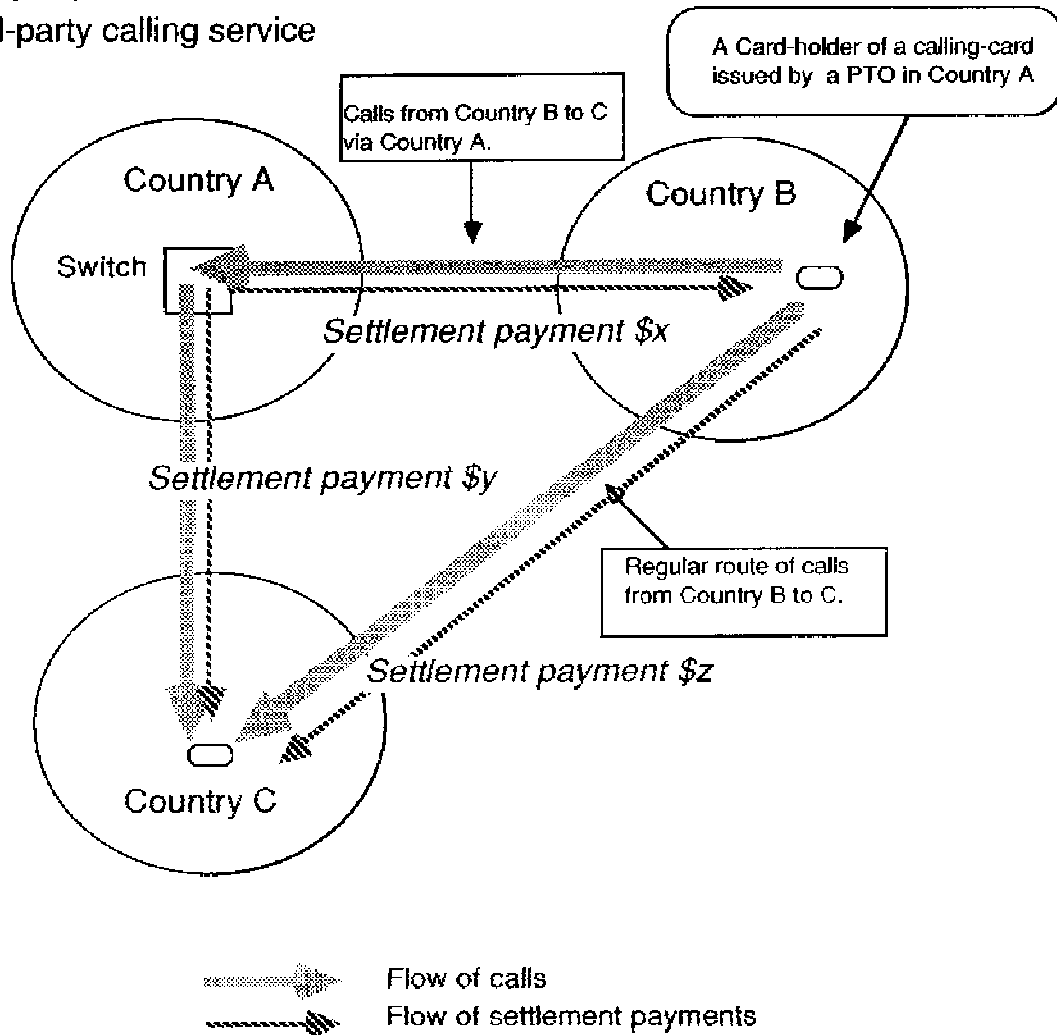 l-party calling service
A Card-holder of a calling-card
issued by a PTO in Country A
Calls from Country B to C
via Country A.
Country A
Country B
Switch
Settlement payment $x
Settlement payment $y
Regular route of calls
from Country B to C.
Settlement payment $z
Country C
Flow of calls
Flow of settlement payments